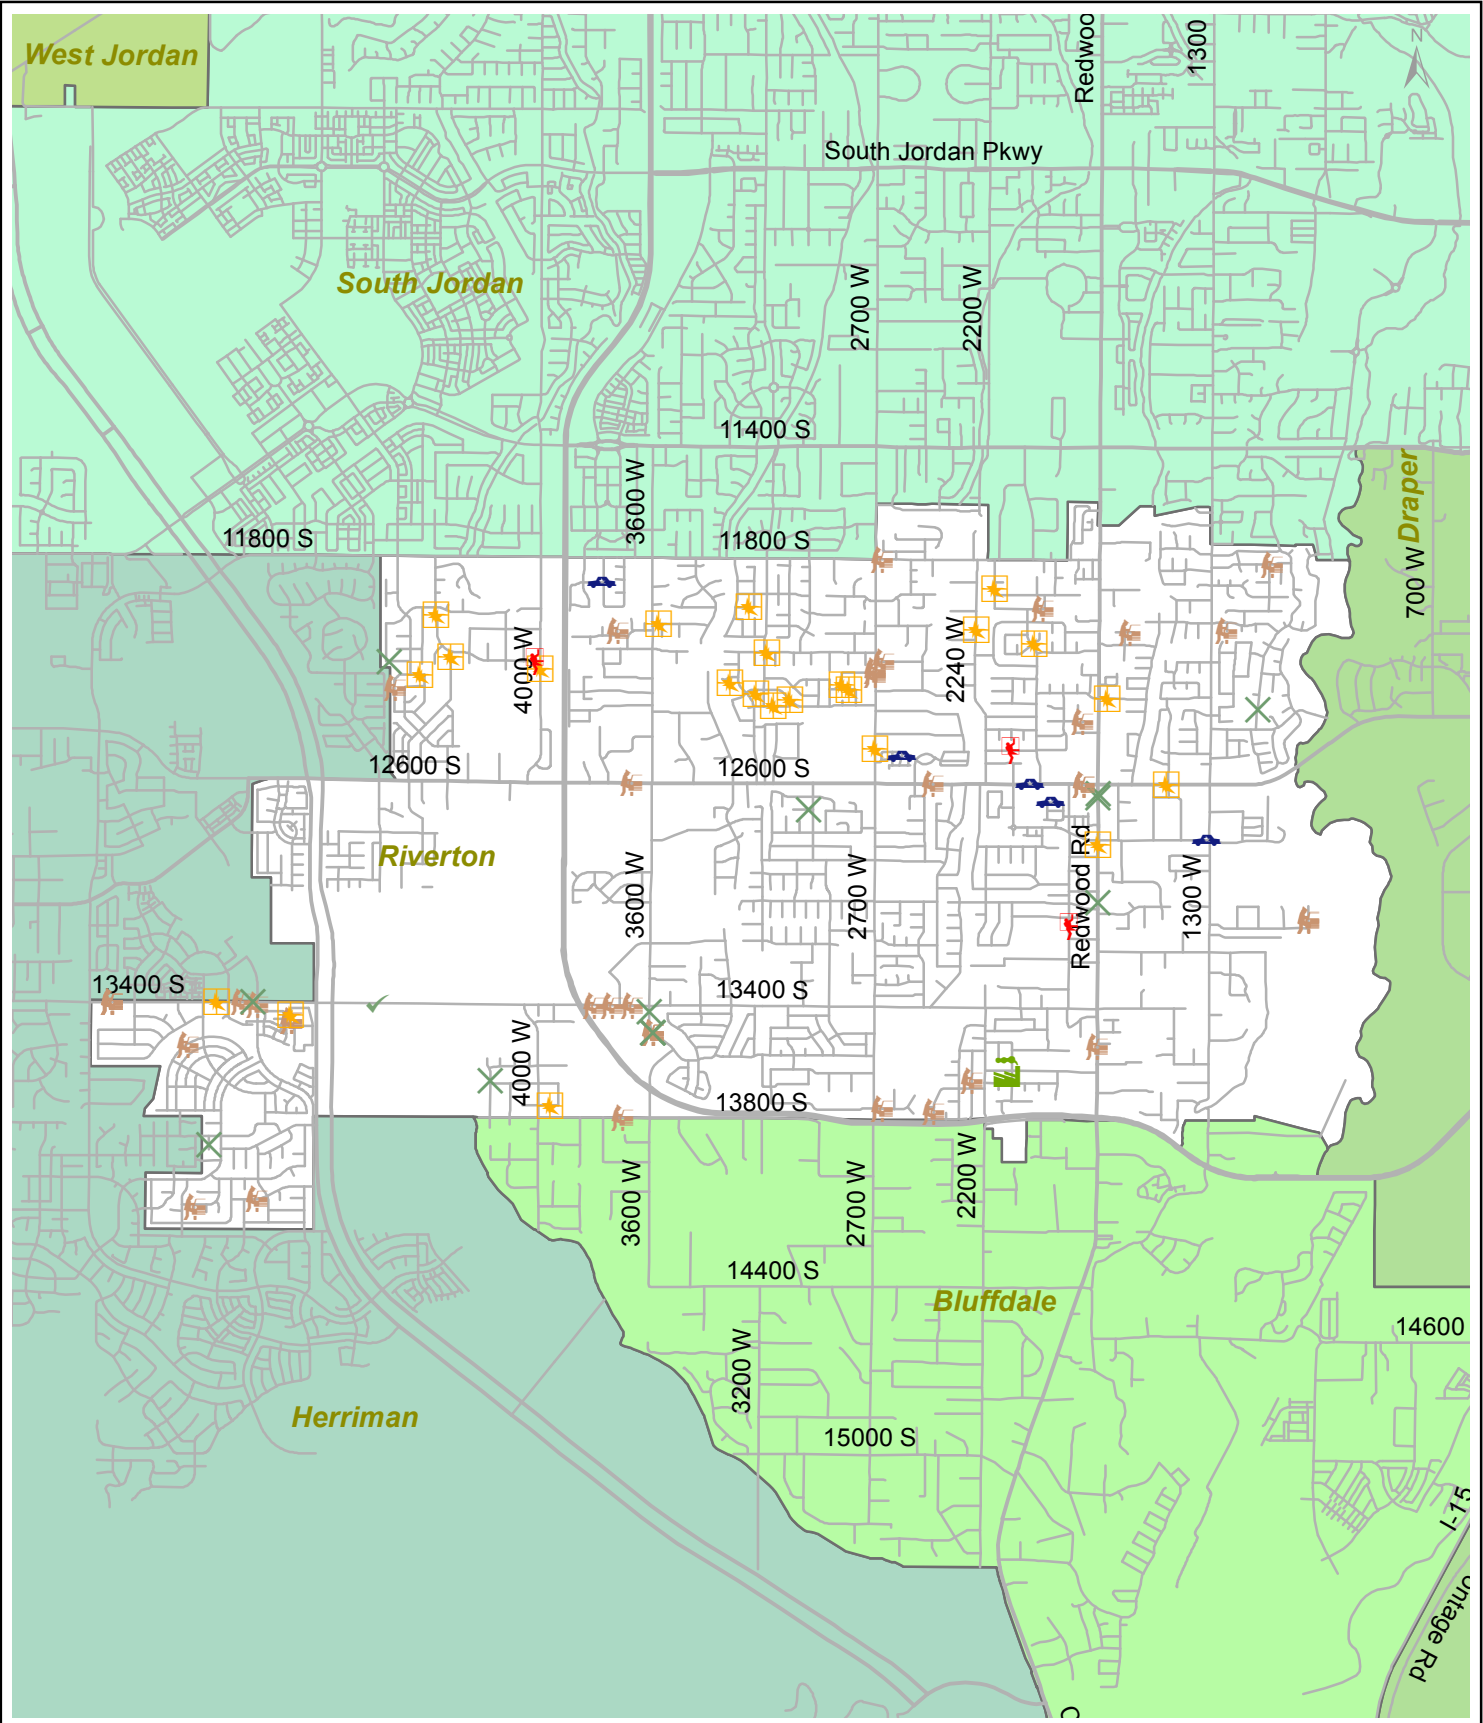 West Jordan
Redwoo
1300
N
South Jordan Pkwy
South Jordan
2700 W
2200 W
11400 S
3600 W
Draper
700 W
11800 S
11800 S
4000 W
2240 W
12600 S
12600 S
Riverton
3600 W
2700 W
Redwood Rd
1300 W
13400 S
13400 S
4000 W
13800 S
3600 W
2700 W
2200 W
14400 S
Bluffdale
14600
3200 W
Herriman
15000 S
I-15
ontage Rd